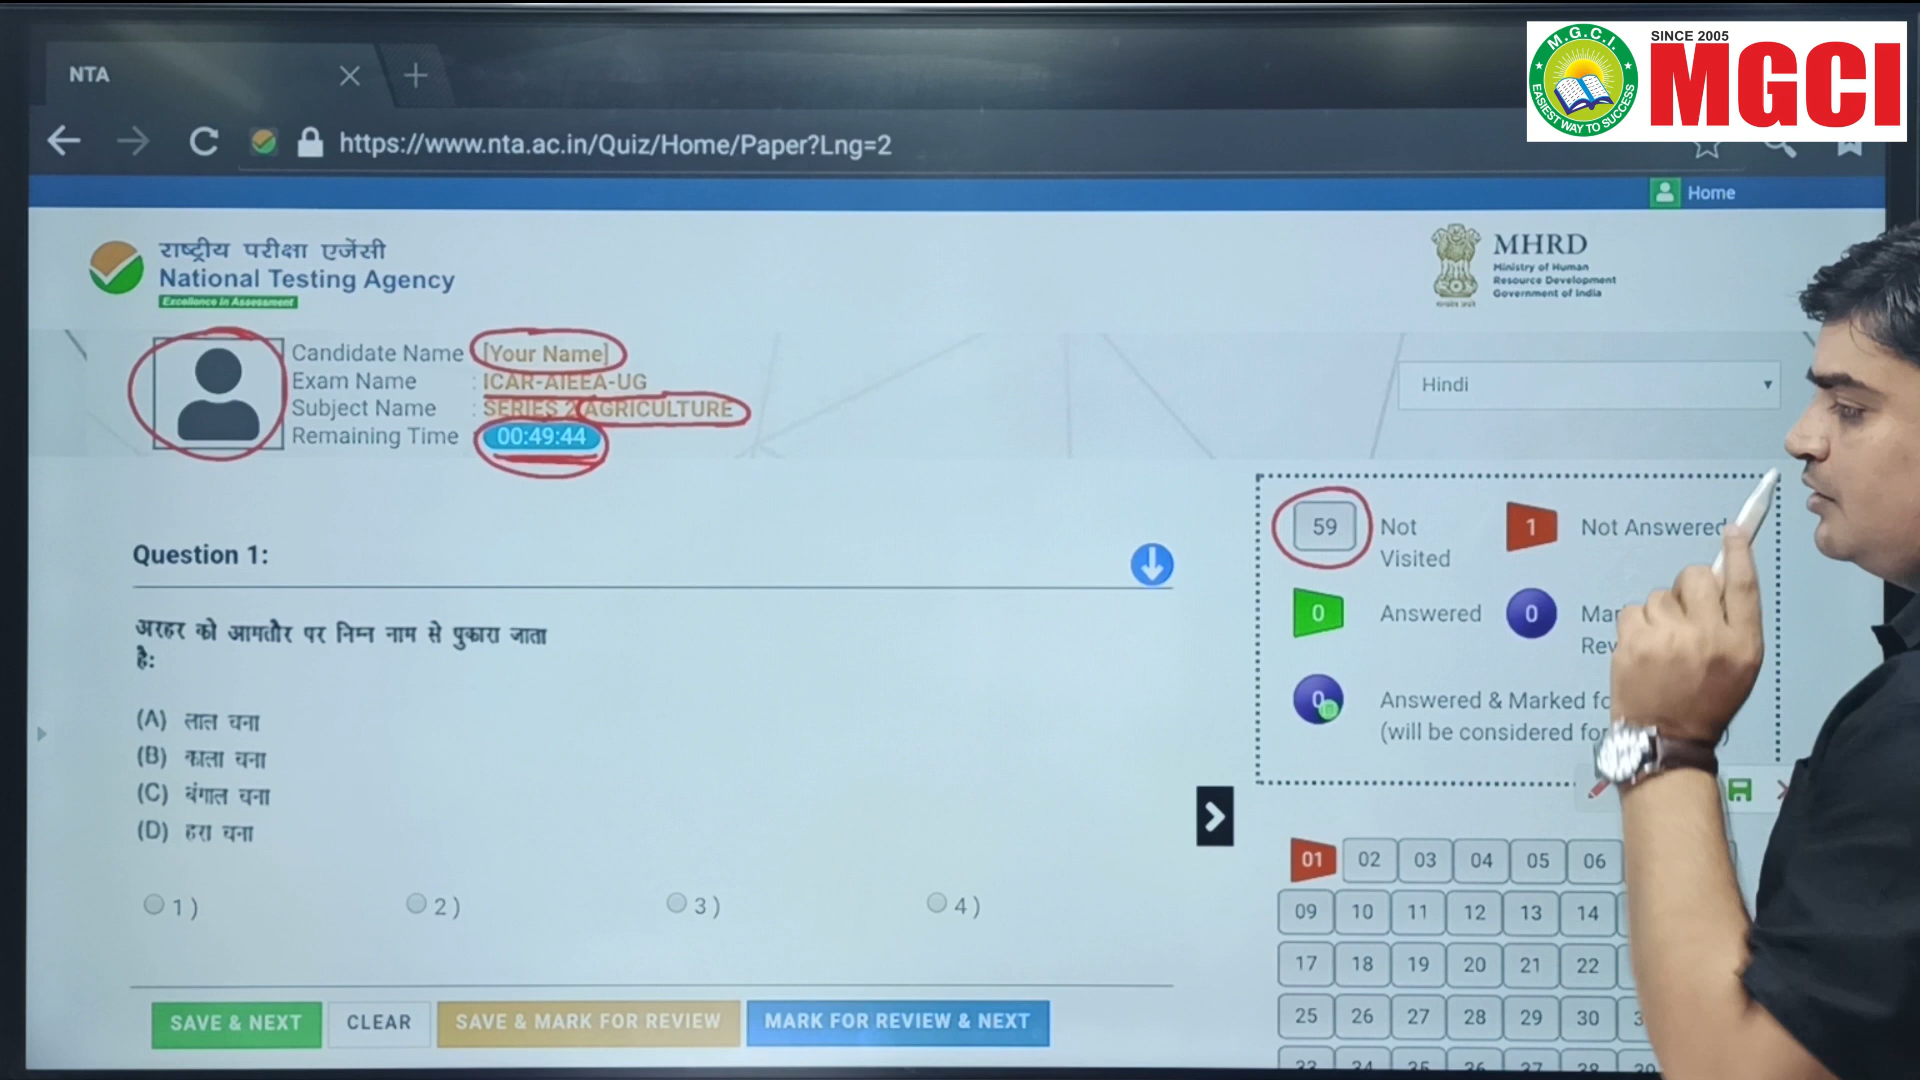 SINCE 2005
MGCI
M.G.C.I.
EASIEST WAY TO SUCCESS
NTA
https://www.nta.ac.in/Quiz/Home/Paper?Lng=2
Home
राष्ट्रीय परीक्षा एजेंसी
National Testing Agency
Excellence in Assessment
MHRD
Ministry of Human
Resource Development
Government of India
Candidate Name [Your Name]
Exam Name : ICAR-AIEEA-UG
Subject Name : SERIES 2 AGRICULTURE
Remaining Time 00:49:44
Hindi
59 Not Visited
1 Not Answered
0 Answered
0
0 Answered & Marked
(will be considered
Question 1:
अरहर को आमतौर पर निम्न नाम से पुकारा जाता
है:
(A) लाल चना
(B) काला चना
(C) बंगाल चना
(D) हरा चना
1 )
2 )
3 )
4 )
SAVE & NEXT
CLEAR
SAVE & MARK FOR REVIEW
MARK FOR REVIEW & NEXT
01 02 03 04 05 06
09 10 11 12 13 14
17 18 19 20 21 22
25 26 27 28 29 30